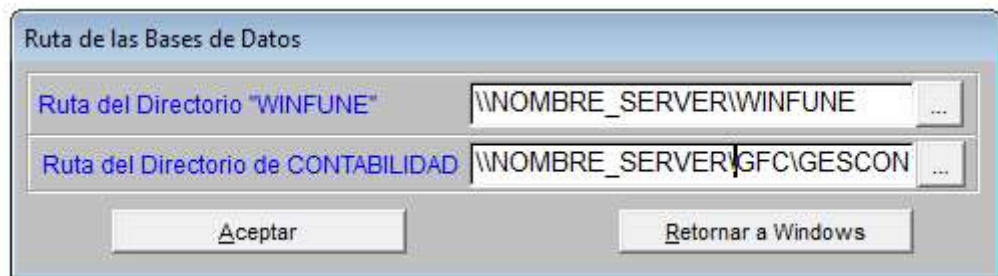 Ruta de las Bases de Datos
Ruta del Directorio "WINFUNE" \\NOMBRE_SERVER\WINFUNE ...
Ruta del Directorio de CONTABILIDAD \\NOMBRE_SERVER\GFC\GESCON ...
Aceptar Retornar a Windows